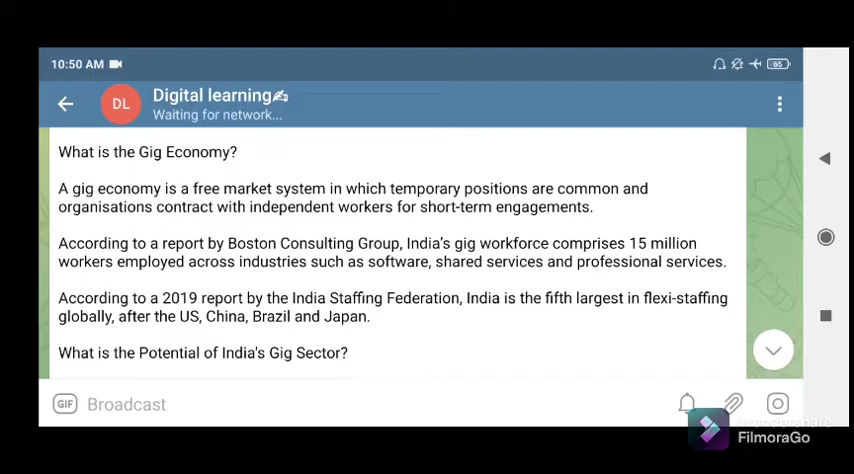 10:50 AM
65
DL
Digital learning✍
Waiting for network...
What is the Gig Economy?
A gig economy is a free market system in which temporary positions are common and
organisations contract with independent workers for short-term engagements.
According to a report by Boston Consulting Group, India's gig workforce comprises 15 million
workers employed across industries such as software, shared services and professional services.
According to a 2019 report by the India Staffing Federation, India is the fifth largest in flexi-staffing
globally, after the US, China, Brazil and Japan.
What is the Potential of India's Gig Sector?
GIF
Broadcast
Wondershare
FilmoraGo